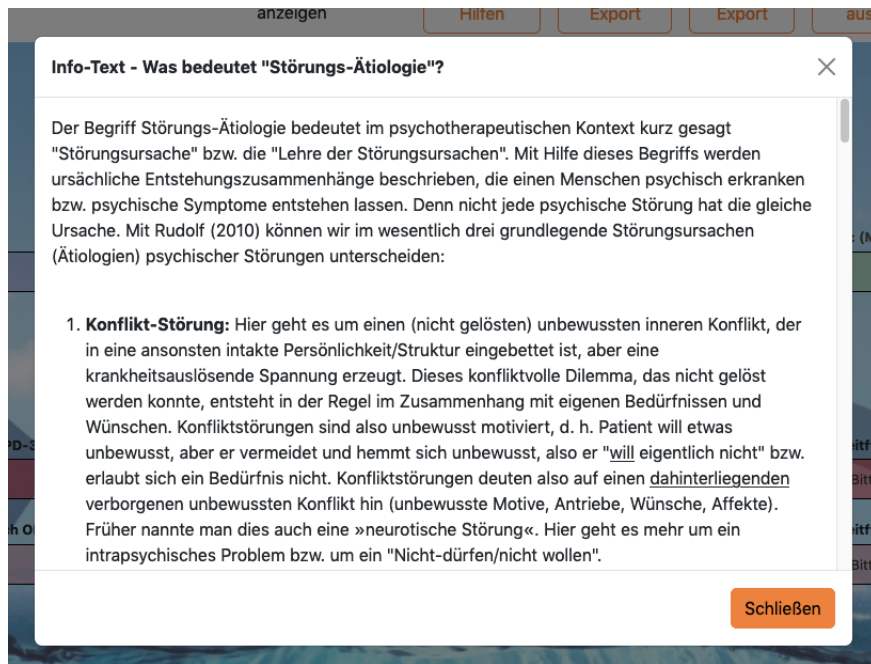 anzeigen
Hilfen
Export
Export
aus
Info-Text - Was bedeutet "Störungs-Ätiologie"?
Der Begriff Störungs-Ätiologie bedeutet im psychotherapeutischen Kontext kurz gesagt
"Störungsursache" bzw. die "Lehre der Störungsursachen". Mit Hilfe dieses Begriffs werden
ursächliche Entstehungszusammenhänge beschrieben, die einen Menschen psychisch erkranken
bzw. psychische Symptome entstehen lassen. Denn nicht jede psychische Störung hat die gleiche
Ursache. Mit Rudolf (2010) können wir im wesentlich drei grundlegende Störungsursachen
(Ätiologien) psychischer Störungen unterscheiden:
1. Konflikt-Störung: Hier geht es um einen (nicht gelösten) unbewussten inneren Konflikt, der
in eine ansonsten intakte Persönlichkeit/Struktur eingebettet ist, aber eine
krankheitsauslösende Spannung erzeugt. Dieses konfliktvolle Dilemma, das nicht gelöst
werden konnte, entsteht in der Regel im Zusammenhang mit eigenen Bedürfnissen und
Wünschen. Konfliktstörungen sind also unbewusst motiviert, d. h. Patient will etwas
unbewusst, aber er vermeidet und hemmt sich unbewusst, also er "will eigentlich nicht" bzw.
erlaubt sich ein Bedürfnis nicht. Konfliktstörungen deuten also auf einen dahinterliegenden
verborgenen unbewussten Konflikt hin (unbewusste Motive, Antriebe, Wünsche, Affekte).
Früher nannte man dies auch eine »neurotische Störung«. Hier geht es mehr um ein
intrapsychisches Problem bzw. um ein "Nicht-dürfen/nicht wollen".
Schließen